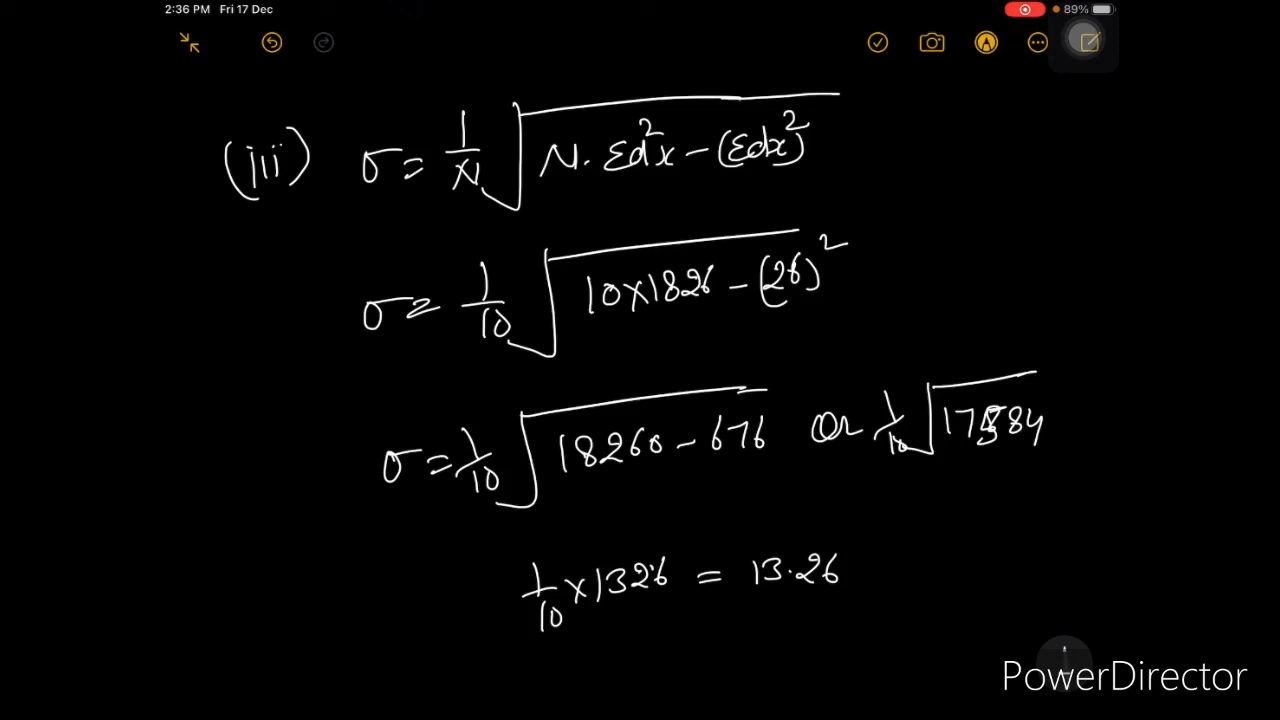 2:36 PM Fri 17 Dec 89%
(iii) σ = 1/N √(N. Σd²x - (Σdx)²)
σ = 1/10 √(10×1826 - (26)²)
σ = 1/10 √(18260 - 676) Or 1/10 √17584
1/10 × 132.6 = 13.26
PowerDirector